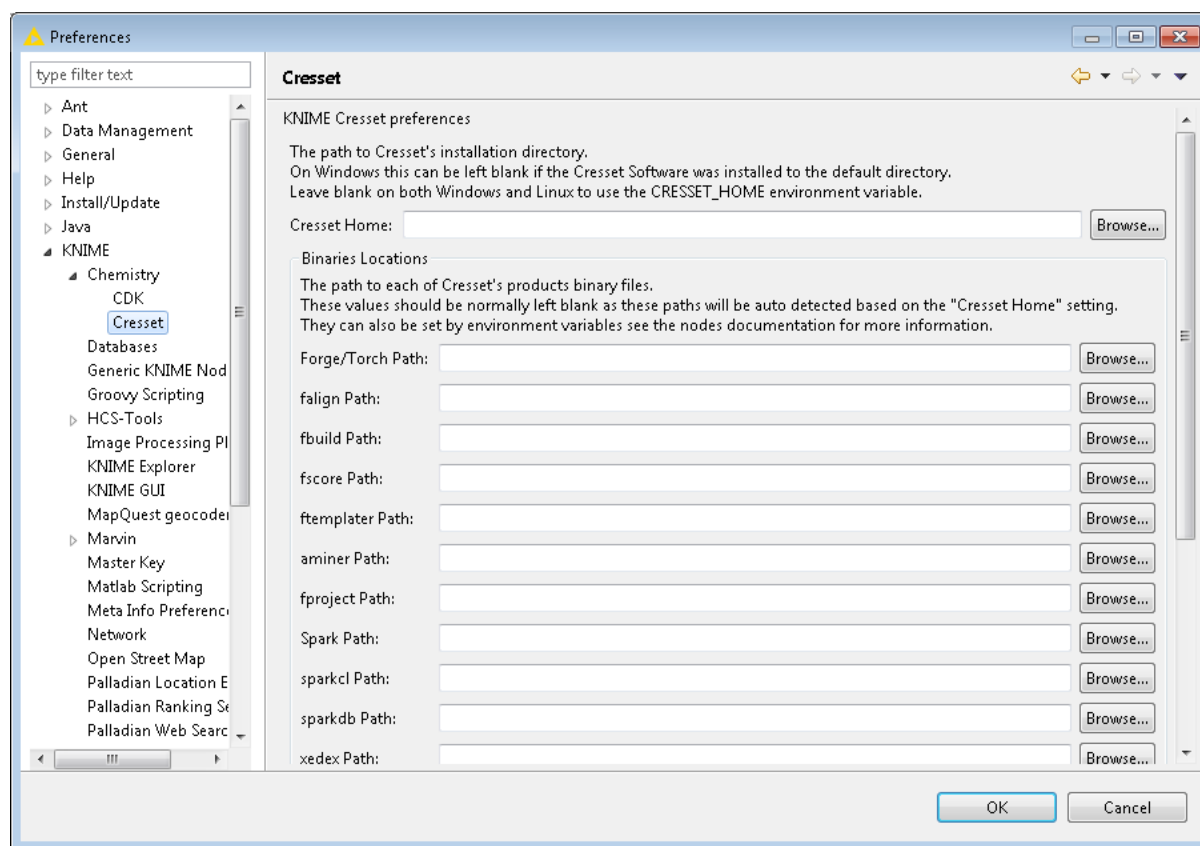 Preferences
type filter text
Ant
Data Management
General
Help
Install/Update
Java
KNIME
Chemistry
CDK
Cresset
Databases
Generic KNIME Nod
Groovy Scripting
HCS-Tools
Image Processing Pl
KNIME Explorer
KNIME GUI
MapQuest geocoder
Marvin
Master Key
Matlab Scripting
Meta Info Preferenc
Network
Open Street Map
Palladian Location E
Palladian Ranking Se
Palladian Web Searc
Cresset
KNIME Cresset preferences
The path to Cresset's installation directory.
On Windows this can be left blank if the Cresset Software was installed to the default directory.
Leave blank on both Windows and Linux to use the CRESSET_HOME environment variable.
Cresset Home: Browse...
Binaries Locations
The path to each of Cresset's products binary files.
These values should be normally left blank as these paths will be auto detected based on the "Cresset Home" setting.
They can also be set by environment variables see the nodes documentation for more information.
Forge/Torch Path: Browse...
falign Path: Browse...
fbuild Path: Browse...
fscore Path: Browse...
ftemplater Path: Browse...
aminer Path: Browse...
fproject Path: Browse...
Spark Path: Browse...
sparkcl Path: Browse...
sparkdb Path: Browse...
xedex Path: Browse...
OK Cancel